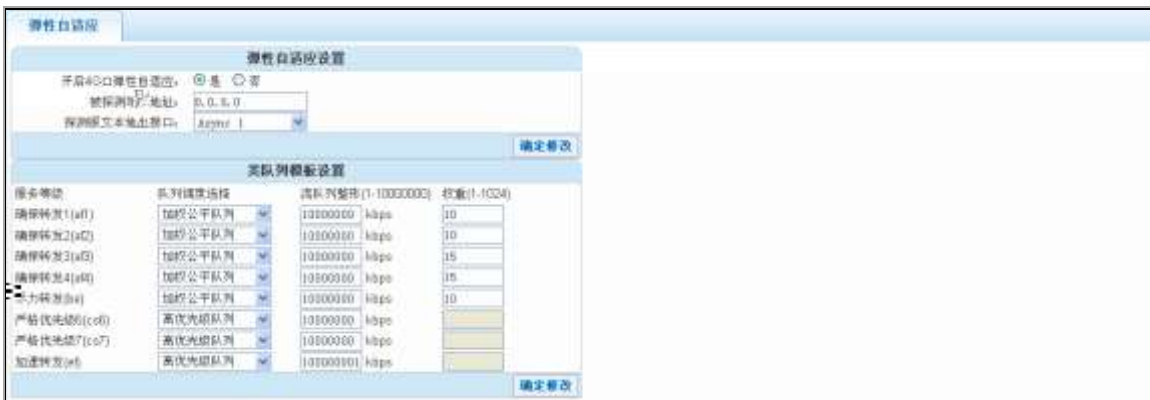 弹性自适应
弹性自适应设置
开启4G口弹性自适应: 是 否
被探测的 地址: 0.0.0.0
探测报文本地出接口: Async 1
确定修改
类队列模板设置
服务等级 队列调度选择 流队列整形(1-10000000) 权重(1-1024)
确保转发1(af1) 加权公平队列 10000000 kbps 10
确保转发2(af2) 加权公平队列 10000000 kbps 10
确保转发3(af3) 加权公平队列 10000000 kbps 15
确保转发4(af4) 加权公平队列 10000000 kbps 15
力转发(be) 加权公平队列 10000000 kbps 10
严格优先级6(cs6) 高优先级队列 10000000 kbps
严格优先级7(cs7) 高优先级队列 10000000 kbps
加速转发(ef) 高优先级队列 kbps
确定修改